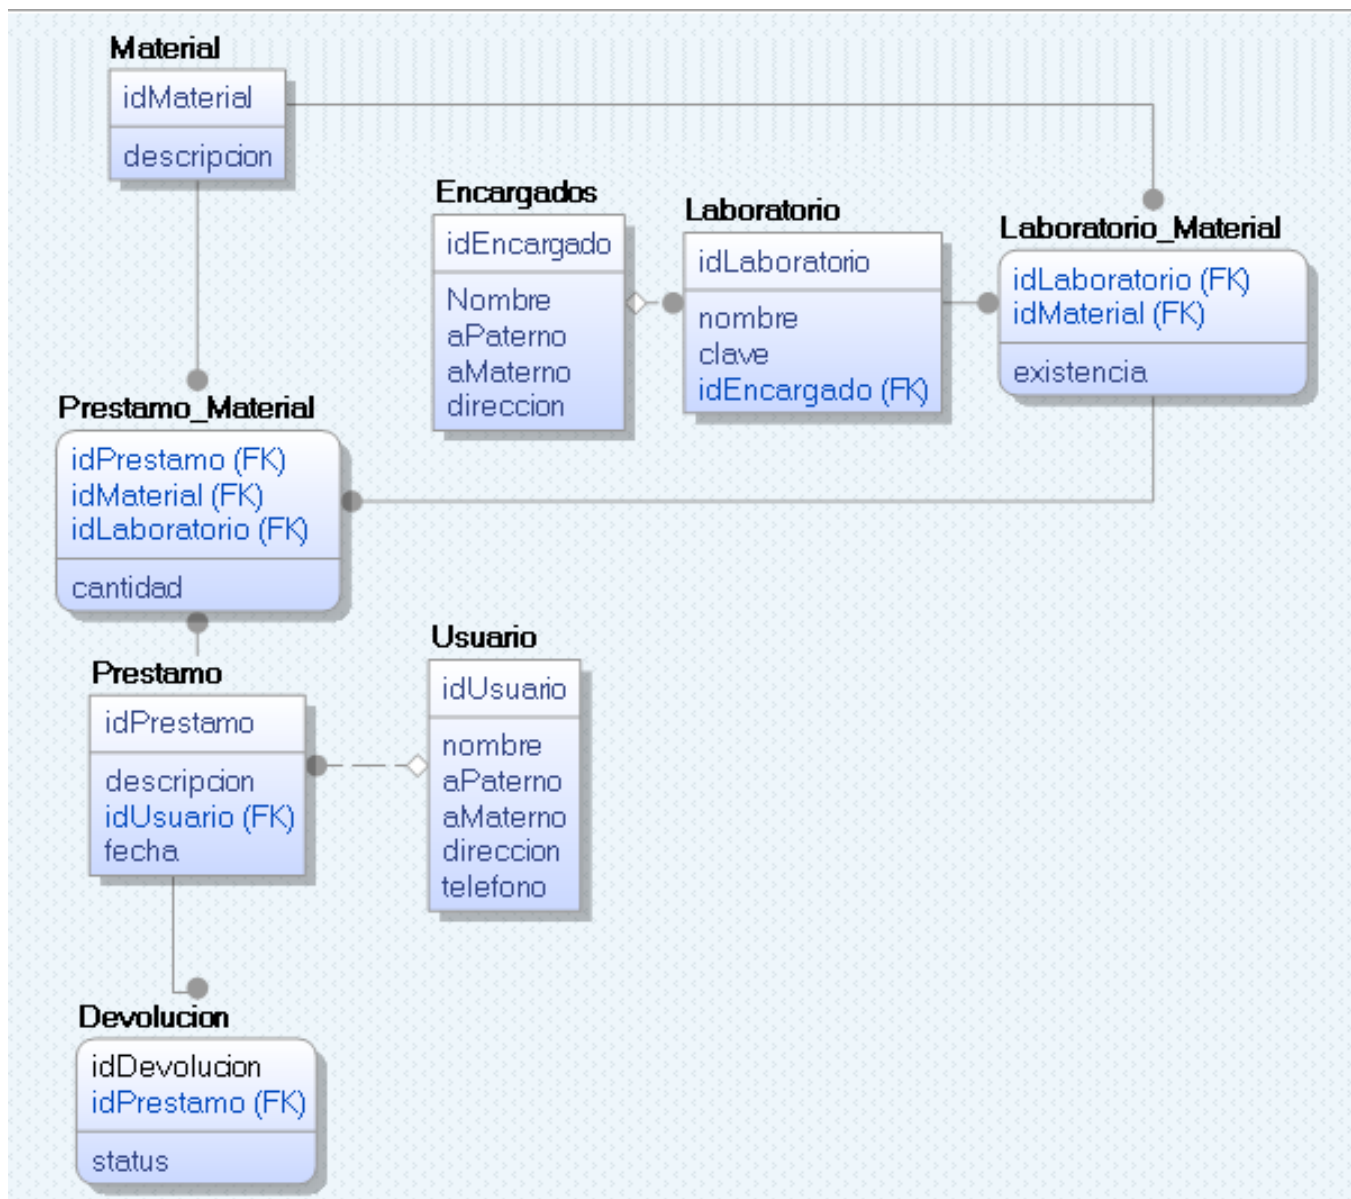 Material
idMaterial
descripcion
Encargados
idEncargado
Nombre
aPaterno
aMaterno
direccion
Laboratorio
idLaboratorio
nombre
clave
idEncargado (FK)
Laboratorio_Material
idLaboratorio (FK)
idMaterial (FK)
existencia
Prestamo_Material
idPrestamo (FK)
idMaterial (FK)
idLaboratorio (FK)
cantidad
Prestamo
idPrestamo
descripcion
idUsuario (FK)
fecha
Usuario
idUsuario
nombre
aPaterno
aMaterno
direccion
telefono
Devolucion
idDevolucion
idPrestamo (FK)
status